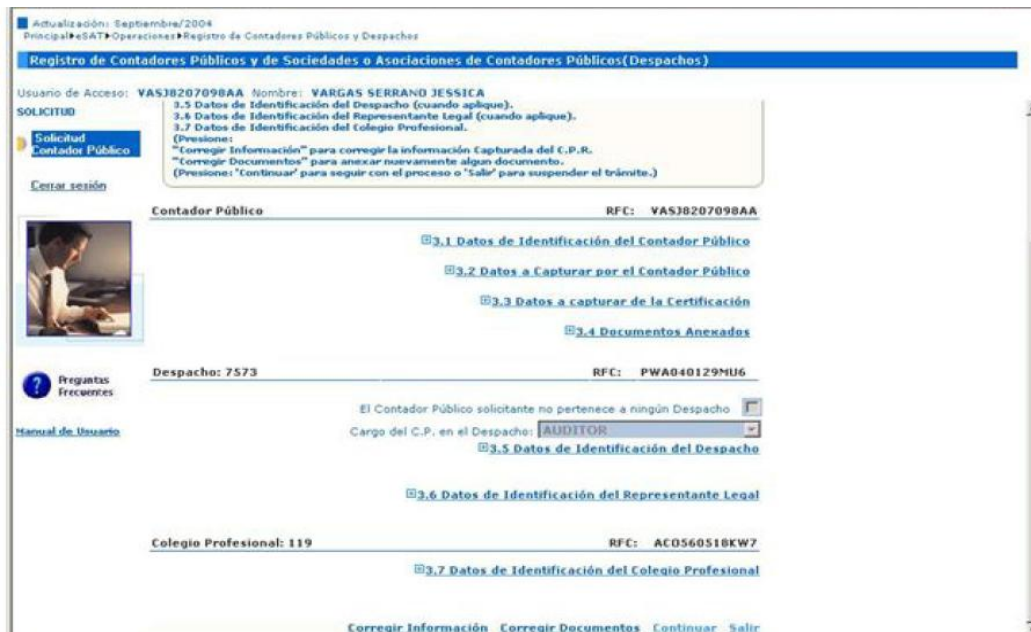 Actualización: Septiembre/2004
Principal▶eSAT▶Operaciones▶Registro de Contadores Públicos y Despachos
Registro de Contadores Públicos y de Sociedades o Asociaciones de Contadores Públicos(Despachos)
Usuario de Acceso: VASJ8207098AA Nombre: VARGAS SERRANO JESSICA
SOLICITUD
Solicitud
Contador Público
Cerrar sesión
Preguntas
Frecuentes
Manual de Usuario
3.5 Datos de Identificación del Despacho (cuando aplique).
3.6 Datos de Identificación del Representante Legal (cuando aplique).
3.7 Datos de Identificación del Colegio Profesional.
(Presione:
"Corregir Información" para corregir la información Capturada del C.P.R.
"Corregir Documentos" para anexar nuevamente algun documento.
(Presione: 'Continuar' para seguir con el proceso o 'Salir' para suspender el trámite.)
Contador Público RFC: VASJ8207098AA
3.1 Datos de Identificación del Contador Público
3.2 Datos a Capturar por el Contador Público
3.3 Datos a capturar de la Certificación
3.4 Documentos Anexados
Despacho: 7573 RFC: PWA040129MU6
El Contador Público solicitante no pertenece a ningún Despacho
Cargo del C.P. en el Despacho: AUDITOR
3.5 Datos de Identificación del Despacho
3.6 Datos de Identificación del Representante Legal
Colegio Profesional: 119 RFC: ACO560518KW7
3.7 Datos de Identificación del Colegio Profesional
Corregir Información Corregir Documentos Continuar Salir